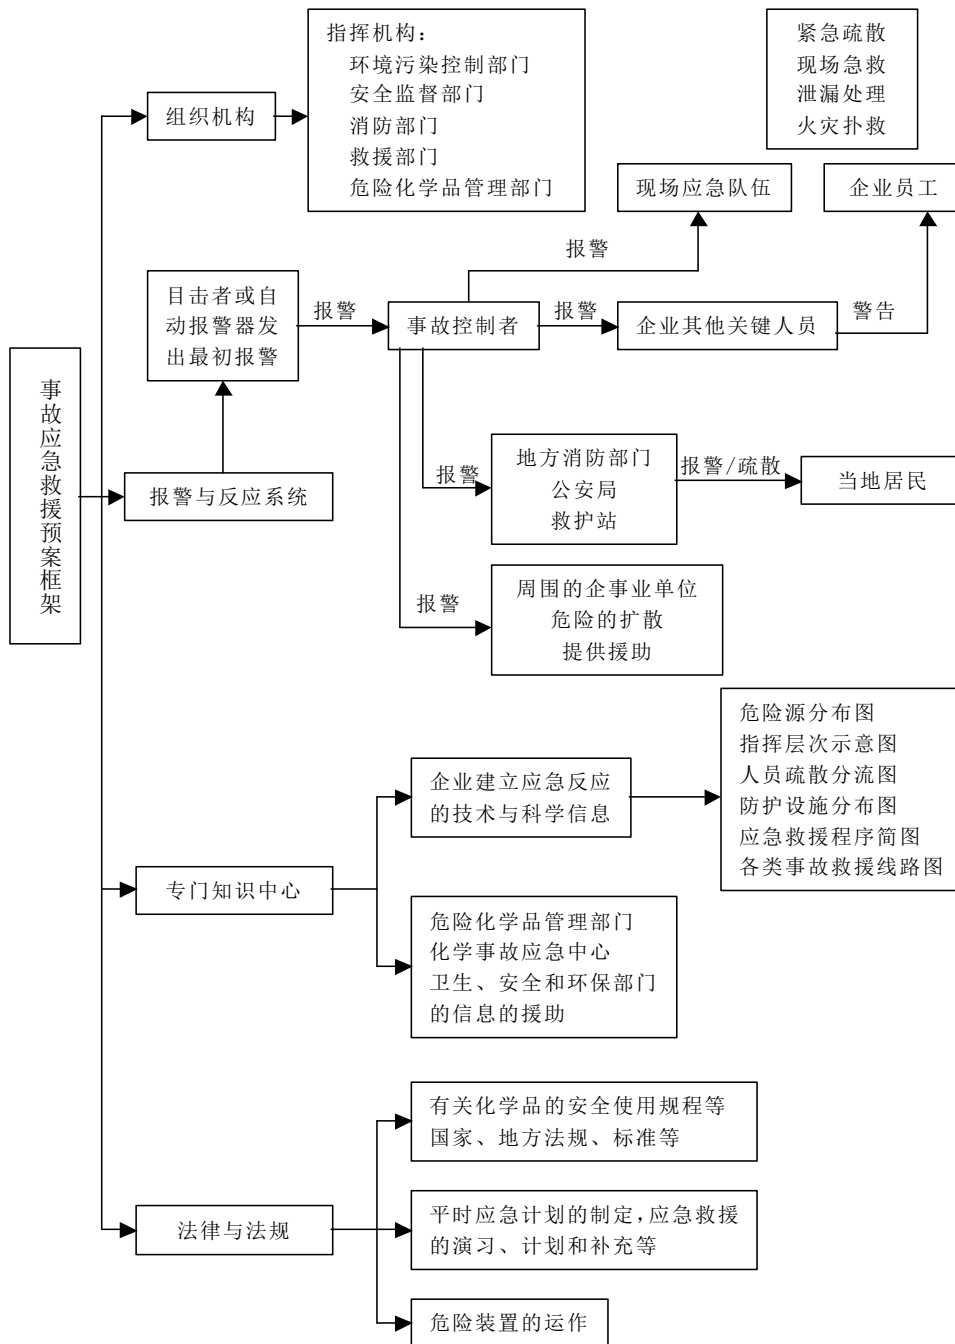 指挥机构：
环境污染控制部门
安全监督部门
消防部门
救援部门
危险化学品管理部门
紧急疏散
现场急救
泄漏处理
火灾扑救
组织机构
现场应急队伍
企业员工
报警
目击者或自
动报警器发
出最初报警
报警
事故控制者
报警
企业其他关键人员
警告
事故应急救援预案框架
报警与反应系统
报警
地方消防部门
公安局
救护站
报警/疏散
当地居民
报警
周围的企事业单位
危险的扩散
提供援助
危险源分布图
指挥层次示意图
人员疏散分流图
防护设施分布图
应急救援程序简图
各类事故救援线路图
企业建立应急反应
的技术与科学信息
专门知识中心
危险化学品管理部门
化学事故应急中心
卫生、安全和环保部门
的信息的援助
有关化学品的安全使用规程等
国家、地方法规、标准等
法律与法规
平时应急计划的制定，应急救援
的演习、计划和补充等
危险装置的运作